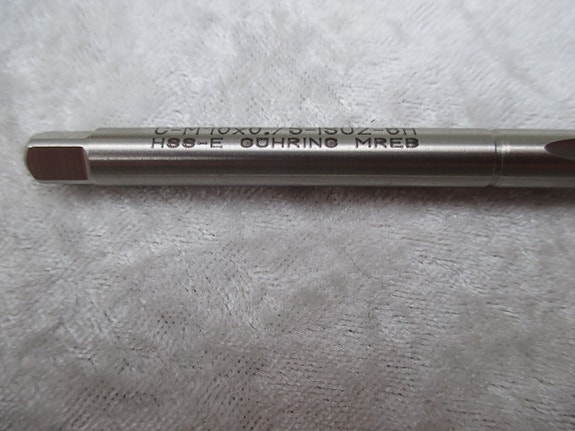 C-M10x0.75-ISO2-6H
HSS-E GÜHRING MREB